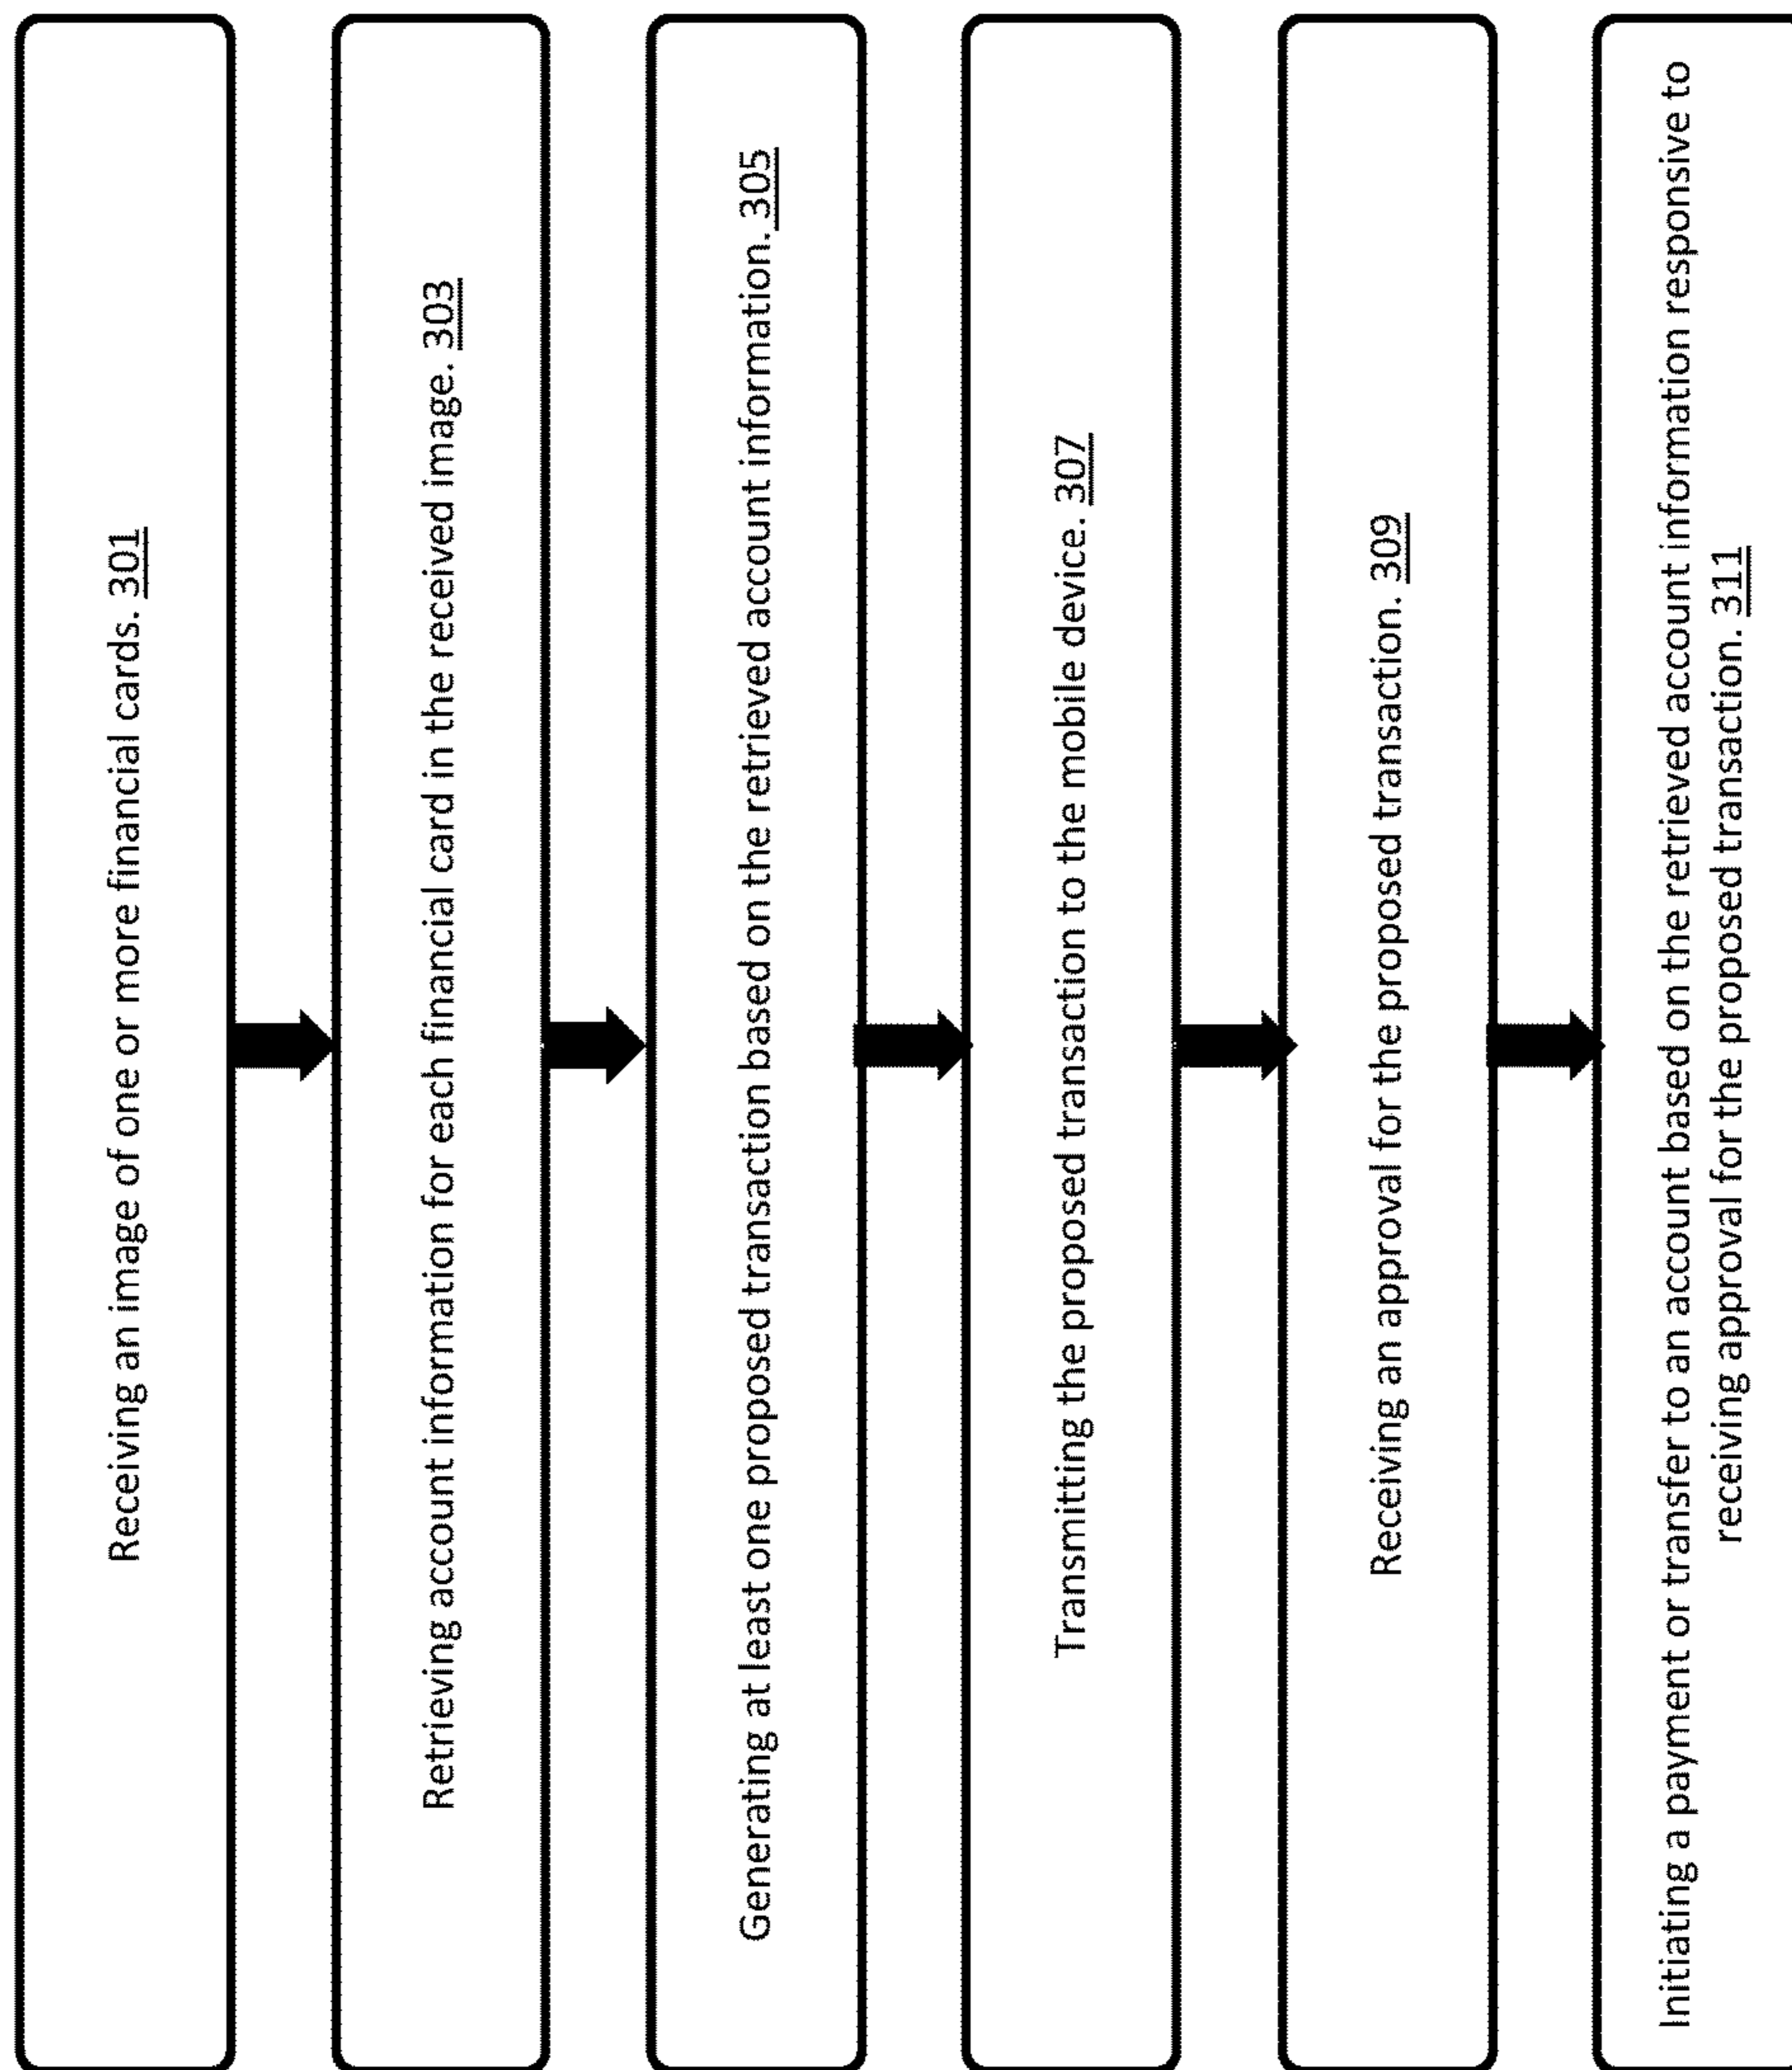 Receiving an image of one or more financial cards. 301
Retrieving account information for each financial card in the received image. 303
Generating at least one proposed transaction based on the retrieved account information. 305
Transmitting the proposed transaction to the mobile device. 307
Receiving an approval for the proposed transaction. 309
Initiating a payment or transfer to an account based on the retrieved account information responsive to
receiving approval for the proposed transaction. 311